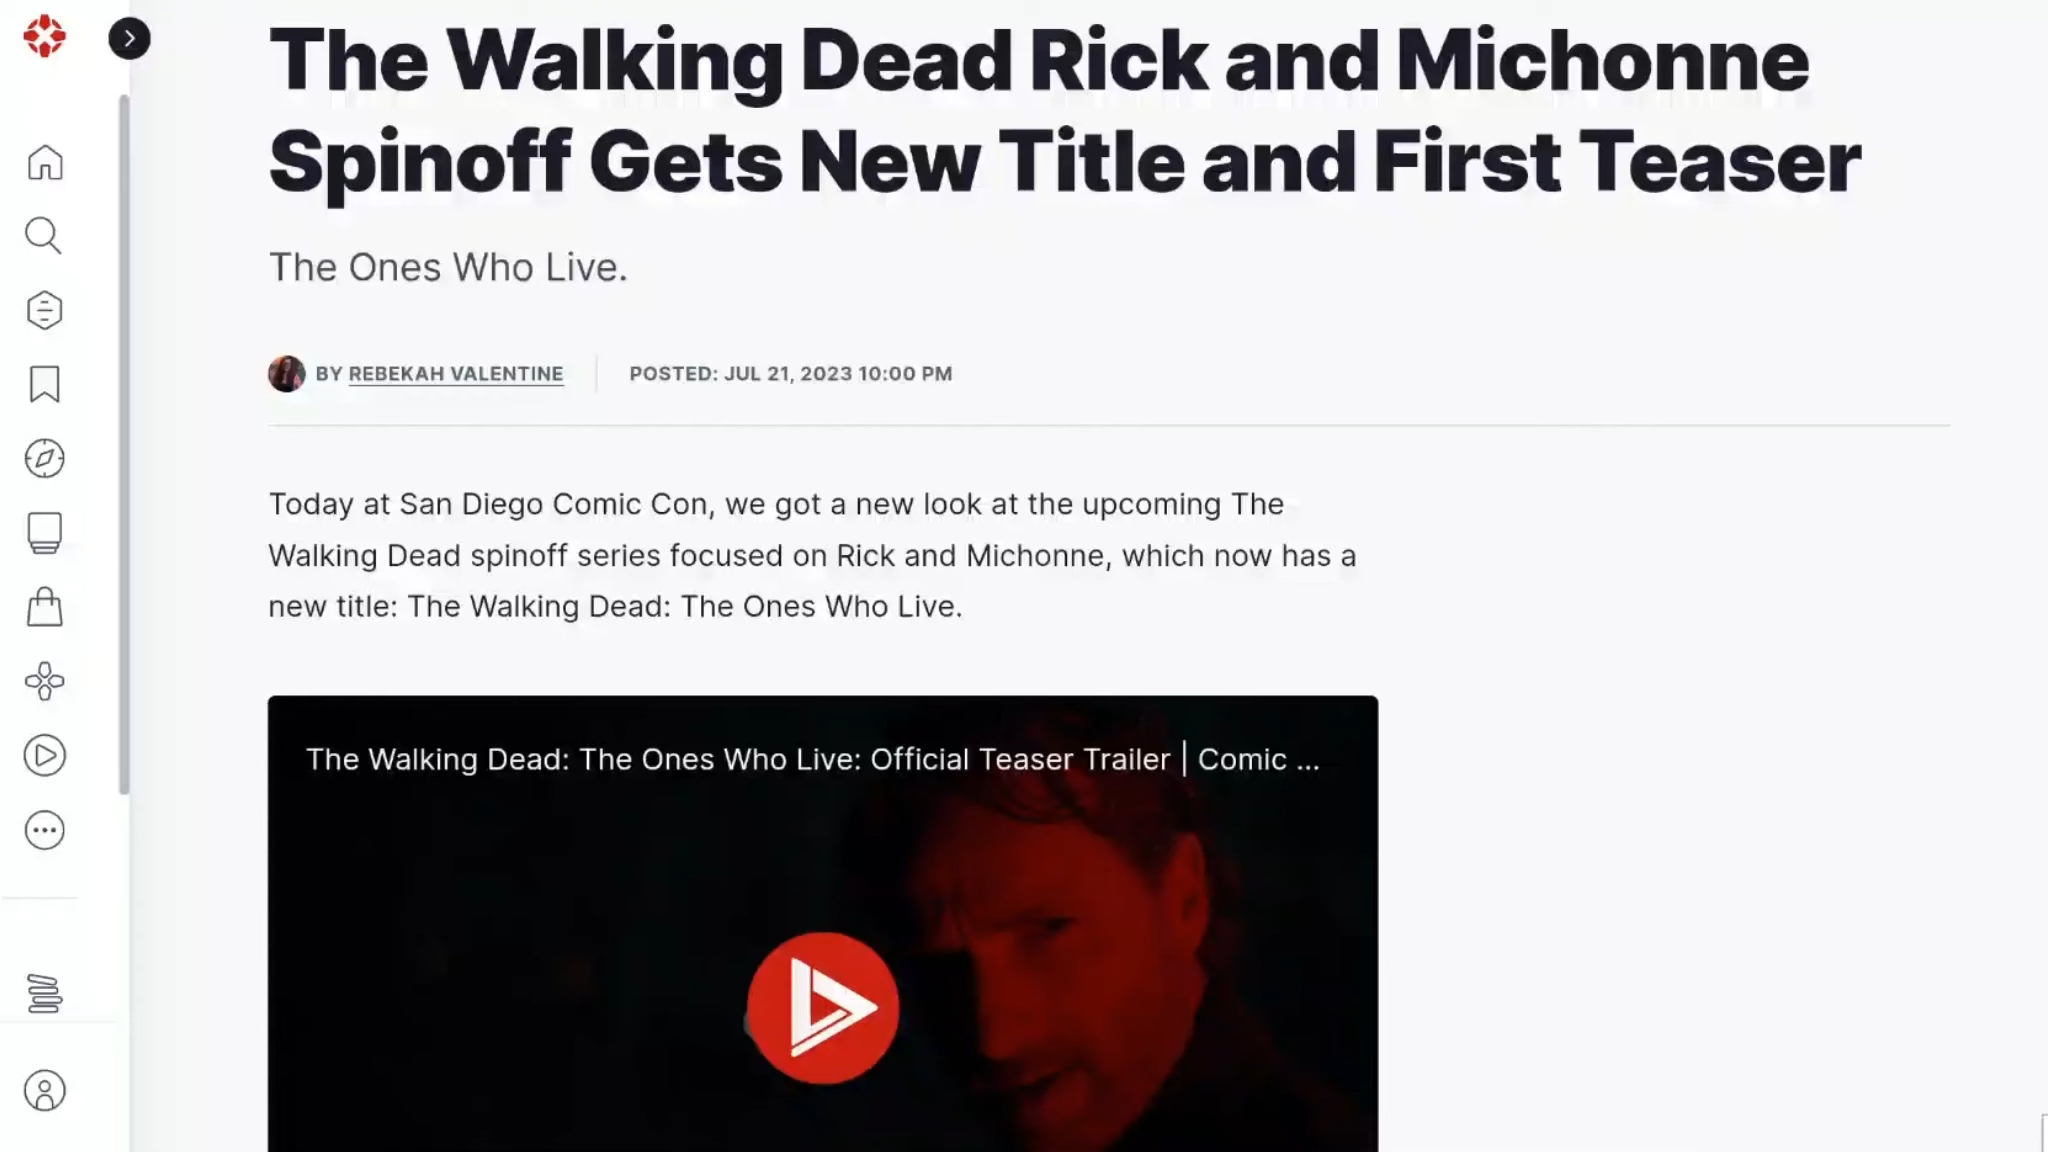 The Walking Dead Rick and Michonne
Spinoff Gets New Title and First Teaser
The Ones Who Live.
BY REBEKAH VALENTINE
POSTED: JUL 21, 2023 10:00 PM
Today at San Diego Comic Con, we got a new look at the upcoming The
Walking Dead spinoff series focused on Rick and Michonne, which now has a
new title: The Walking Dead: The Ones Who Live.
The Walking Dead: The Ones Who Live: Official Teaser Trailer | Comic ...